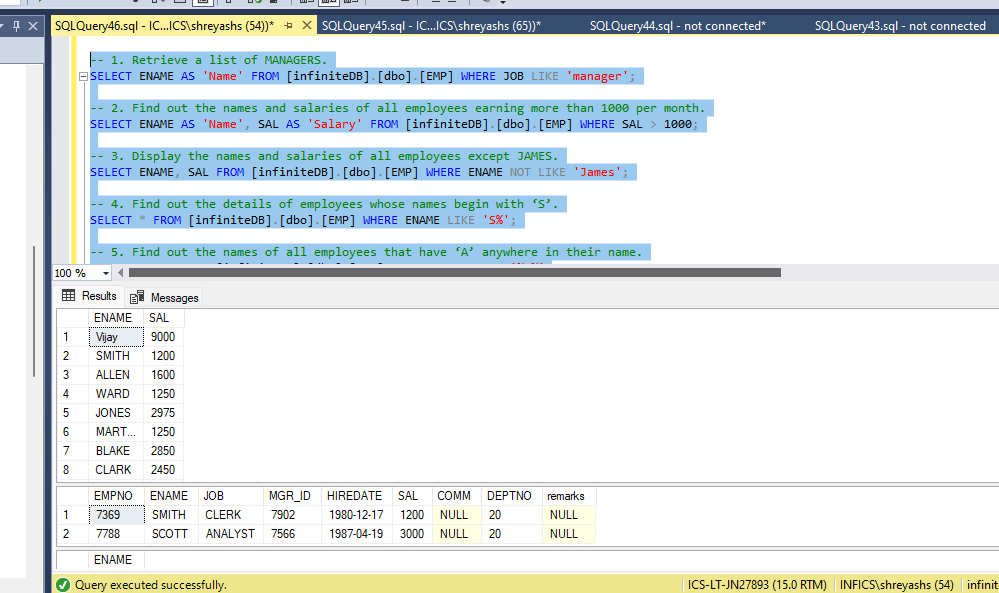 SQLQuery46.sql - IC...ICS\shreyashs (54))* SQLQuery45.sql - IC...ICS\shreyashs (65))* SQLQuery44.sql - not connected* SQLQuery43.sql - not connected
-- 1. Retrieve a list of MANAGERS.
SELECT ENAME AS 'Name' FROM [infiniteDB].[dbo].[EMP] WHERE JOB LIKE 'manager';
-- 2. Find out the names and salaries of all employees earning more than 1000 per month.
SELECT ENAME AS 'Name', SAL AS 'Salary' FROM [infiniteDB].[dbo].[EMP] WHERE SAL > 1000;
-- 3. Display the names and salaries of all employees except JAMES.
SELECT ENAME, SAL FROM [infiniteDB].[dbo].[EMP] WHERE ENAME NOT LIKE 'James';
-- 4. Find out the details of employees whose names begin with ‘S’.
SELECT * FROM [infiniteDB].[dbo].[EMP] WHERE ENAME LIKE 'S%';
-- 5. Find out the names of all employees that have ‘A’ anywhere in their name.
100 %
Results Messages
ENAME SAL
1 Vijay 9000
2 SMITH 1200
3 ALLEN 1600
4 WARD 1250
5 JONES 2975
6 MART... 1250
7 BLAKE 2850
8 CLARK 2450
EMPNO ENAME JOB MGR_ID HIREDATE SAL COMM DEPTNO remarks
1 7369 SMITH CLERK 7902 1980-12-17 1200 NULL 20 NULL
2 7788 SCOTT ANALYST 7566 1987-04-19 3000 NULL 20 NULL
ENAME
Query executed successfully. ICS-LT-JN27893 (15.0 RTM) INFICS\shreyashs (54) infinit